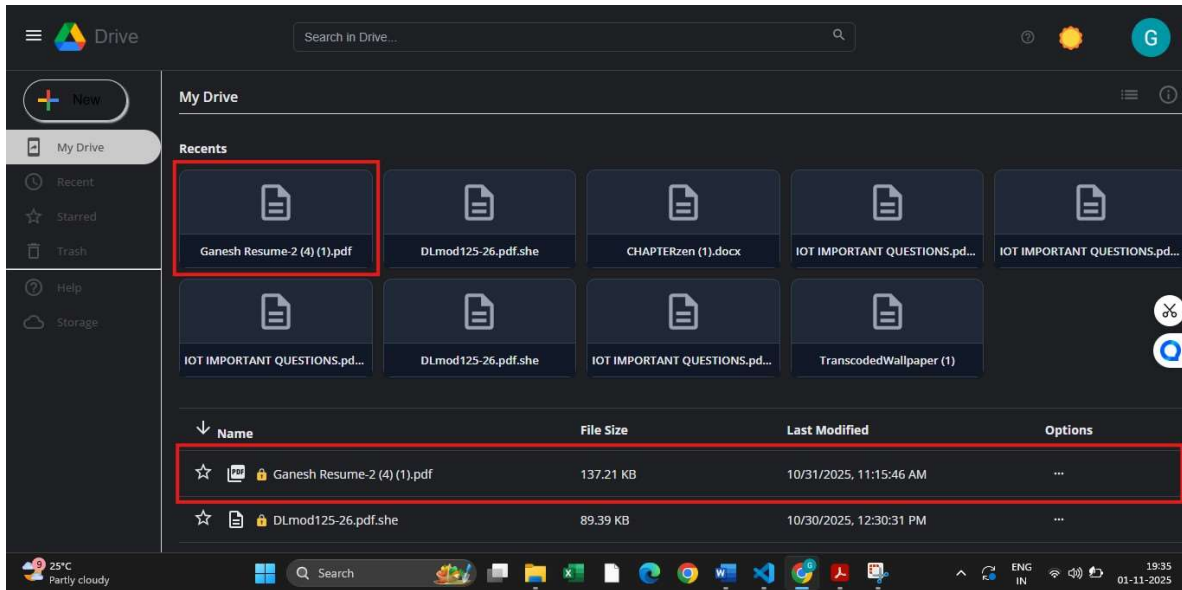 Drive
Search in Drive...
G
New
My Drive
My Drive
Recents
Recent
Starred
Trash
Help
Storage
Ganesh Resume-2 (4) (1).pdf
DLmod125-26.pdf.she
CHAPTERzen (1).docx
IOT IMPORTANT QUESTIONS.pd...
IOT IMPORTANT QUESTIONS.pd...
IOT IMPORTANT QUESTIONS.pd...
DLmod125-26.pdf.she
IOT IMPORTANT QUESTIONS.pd...
TranscodedWallpaper (1)
Name File Size Last Modified Options
PDF Ganesh Resume-2 (4) (1).pdf 137.21 KB 10/31/2025, 11:15:46 AM ...
DLmod125-26.pdf.she 89.39 KB 10/30/2025, 12:30:31 PM ...
9 25°C
Partly cloudy
Search
ENG
IN
19:35
01-11-2025